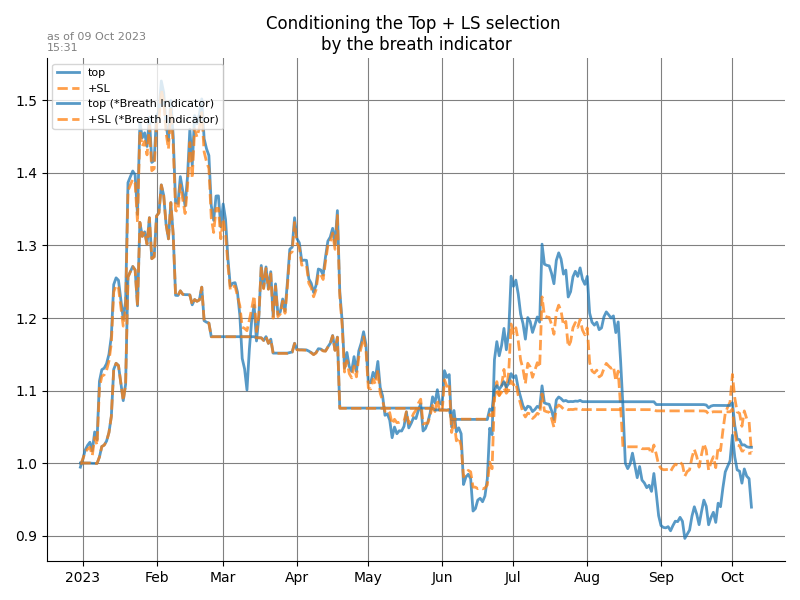 Conditioning the Top + LS selection
by the breath indicator
as of 09 Oct 2023
15:31
top
+SL
top (*Breath Indicator)
+SL (*Breath Indicator)
1.5
1.4
1.3
1.2
1.1
1.0
0.9
2023 Feb Mar Apr May Jun Jul Aug Sep Oct